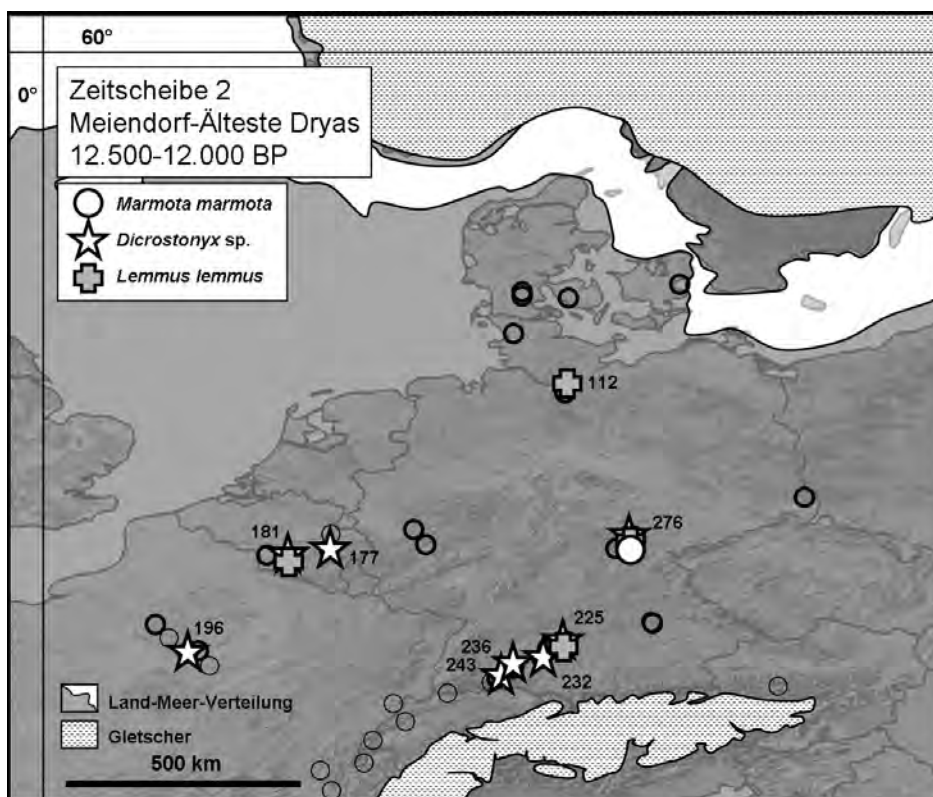 60°
0°
Zeitscheibe 2
Meiendorf-Älteste Dryas
12.500-12.000 BP
Marmota marmota
Dicrostonyx sp.
Lemmus lemmus
112
276
181
177
196
225
236
243
232
Land-Meer-Verteilung
Gletscher
500 km